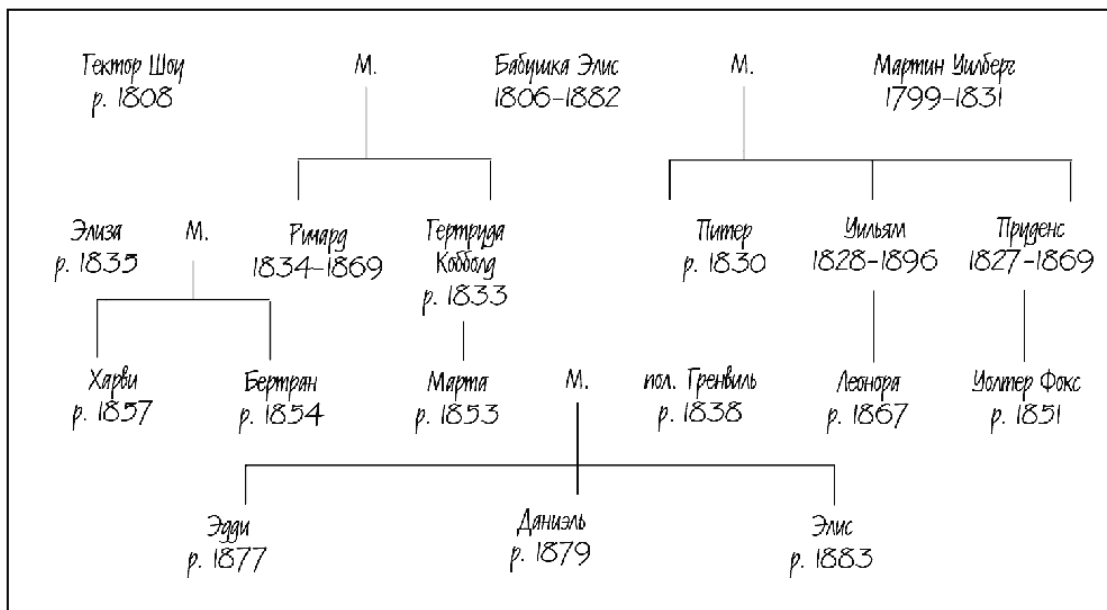 Гектор Шоу
р. 1808
М.
Бабушка Элис
1806–1882
М.
Мартин Уилберг
1799–1831
Элиза
р. 1835
М.
Ричард
1834–1869
Гертруда
Кобболд
р. 1833
Питер
р. 1830
Уильям
1828–1896
Пруденс
1827–1869
Харви
р. 1857
Бертран
р. 1854
Марта
р. 1853
М.
пол. Гренвиль
р. 1838
Леонора
р. 1867
Уолтер Фокс
р. 1851
Эдди
р. 1877
Даниэль
р. 1879
Элис
р. 1883